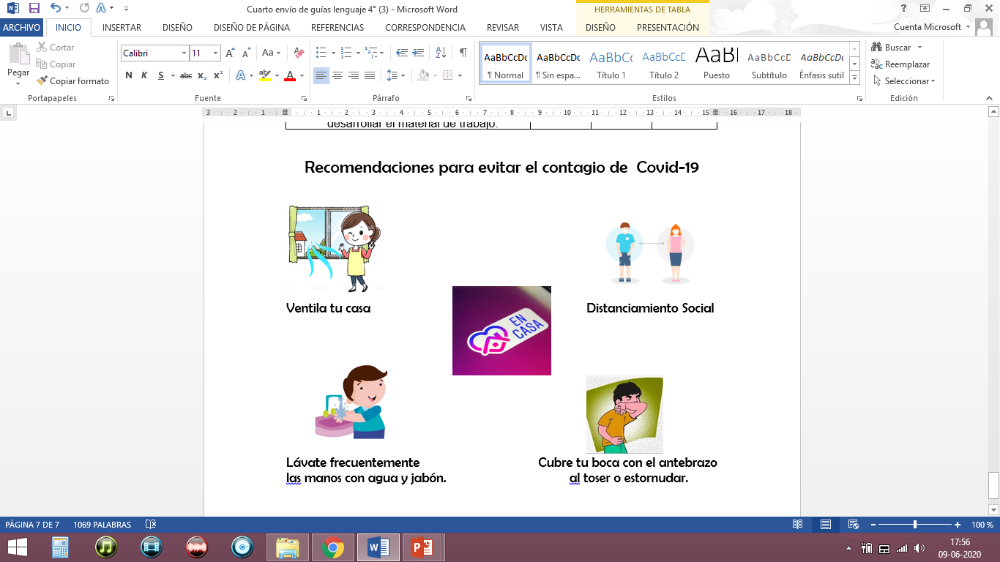 Cuarto envío de guías lenguaje 4° (3) - Microsoft Word
HERRAMIENTAS DE TABLA
ARCHIVO INICIO INSERTAR DISEÑO DISEÑO DE PÁGINA REFERENCIAS CORRESPONDENCIA REVISAR VISTA DISEÑO PRESENTACIÓN
Cuenta Microsoft
Pegar
Cortar
Copiar
Copiar formato
Portapapeles
Calibri 11
N K S abc x₂ x²
Fuente
Párrafo
AaBbCcDc AaBbCcDc AaBbCc AaBbCcD AaB AaBbCcD AaBbCcDc
¶ Normal ¶ Sin espa... Título 1 Título 2 Puesto Subtítulo Énfasis sutil
Estilos
Buscar
Reemplazar
Seleccionar
Edición
3 2 1 1 2 3 4 5 6 7 8 9 10 11 12 13 14 15 16 17 18
desarrollar el material de trabajo.
Recomendaciones para evitar el contagio de Covid-19
Ventila tu casa
Distanciamiento Social
EN
CASA
Lávate frecuentemente
las manos con agua y jabón.
Cubre tu boca con el antebrazo
al toser o estornudar.
PÁGINA 7 DE 7 1069 PALABRAS
100 %
17:56
09-06-2020